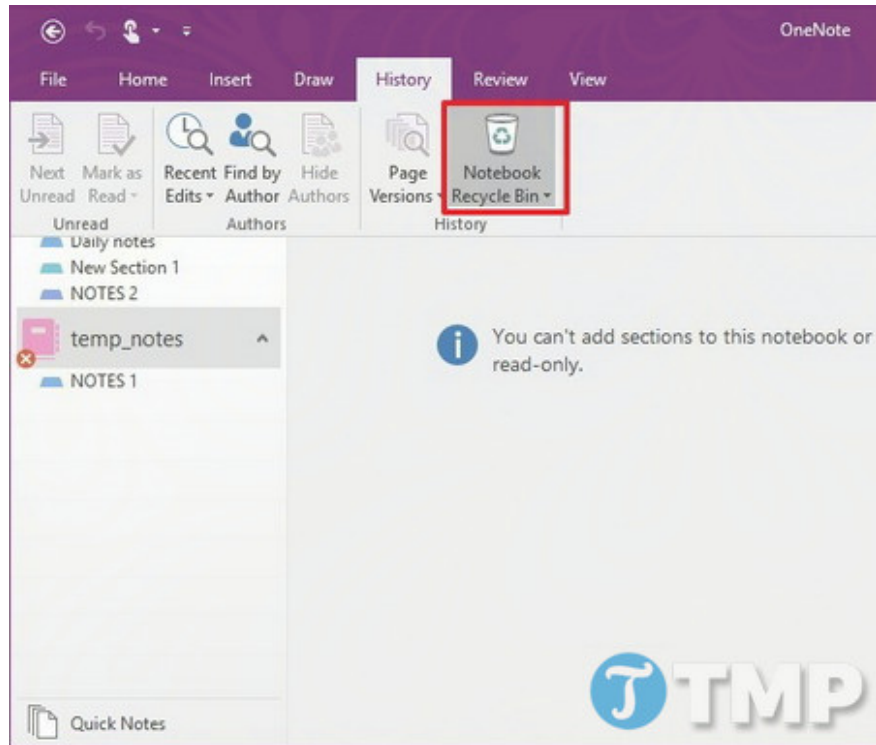 OneNote
File Home Insert Draw History Review View
Next Unread
Mark as Read
Recent Edits
Find by Author
Hide Authors
Page Versions
Notebook Recycle Bin
Unread Authors History
Daily notes
New Section 1
NOTES 2
temp_notes
NOTES 1
You can't add sections to this notebook or
read-only.
Quick Notes
T TMP